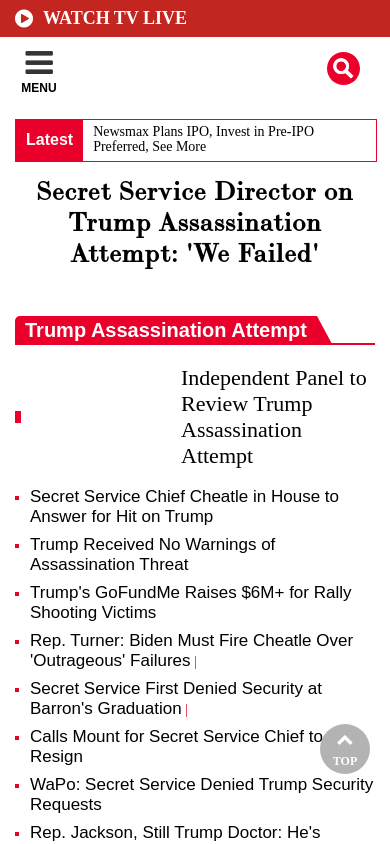 WATCH TV LIVE
MENU
Latest
Newsmax Plans IPO, Invest in Pre-IPO
Preferred, See More
Secret Service Director on
Trump Assassination
Attempt: 'We Failed'
Trump Assassination Attempt
Independent Panel to
Review Trump
Assassination
Attempt
Secret Service Chief Cheatle in House to
Answer for Hit on Trump
Trump Received No Warnings of
Assassination Threat
Trump's GoFundMe Raises $6M+ for Rally
Shooting Victims
Rep. Turner: Biden Must Fire Cheatle Over
'Outrageous' Failures |
Secret Service First Denied Security at
Barron's Graduation |
Calls Mount for Secret Service Chief to
Resign
TOP
WaPo: Secret Service Denied Trump Security
Requests
Rep. Jackson, Still Trump Doctor: He's